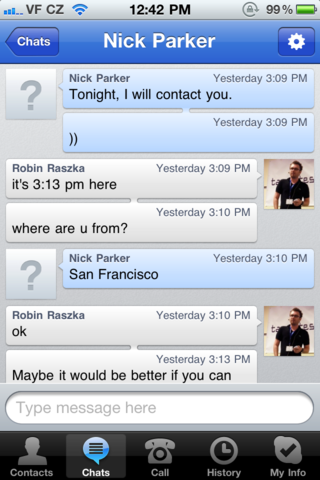 VF CZ 12:42 PM 89%
Chats Nick Parker
Nick Parker Yesterday 3:09 PM
Tonight, I will contact you.
Yesterday 3:09 PM
))
Robin Raszka Yesterday 3:09 PM
it's 3:13 pm here
Yesterday 3:10 PM
where are u from?
Nick Parker Yesterday 3:10 PM
San Francisco
Robin Raszka Yesterday 3:10 PM
ok
Yesterday 3:13 PM
Maybe it would be better if you can
Type message here
Contacts Chats Call History My Info